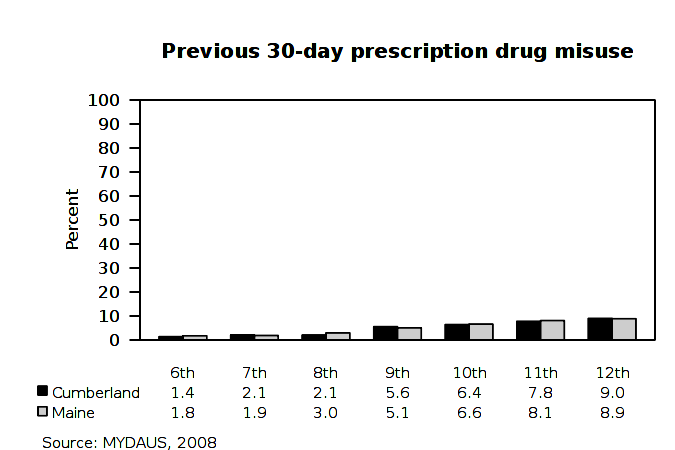 Previous 30-day prescription drug misuse
100
90
80
70
60
50
40
30
20
10
0
Percent
6th 7th 8th 9th 10th 11th 12th
Cumberland 1.4 2.1 2.1 5.6 6.4 7.8 9.0
Maine 1.8 1.9 3.0 5.1 6.6 8.1 8.9
Source: MYDAUS, 2008